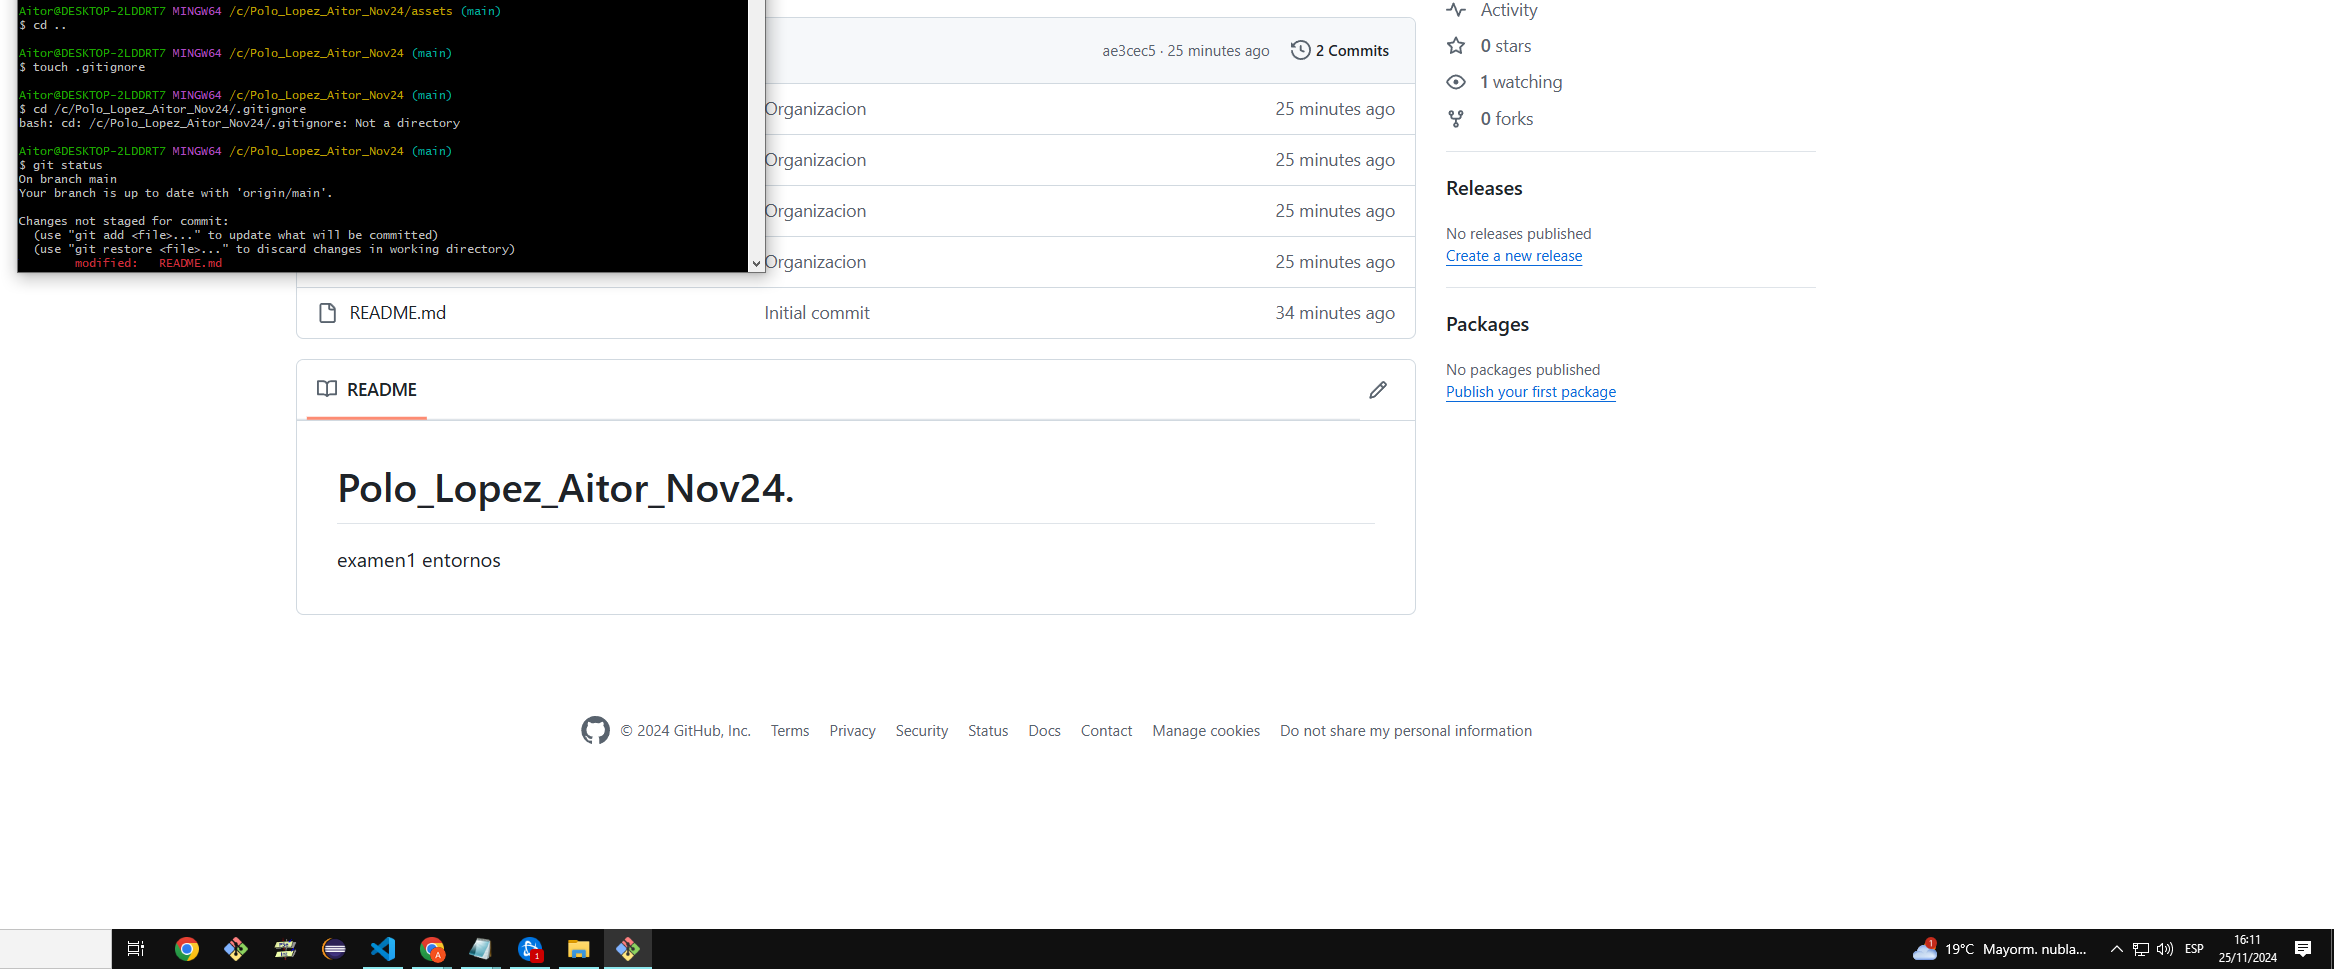 Aitor@DESKTOP-2LDDRT7 MINGW64 /c/Polo_Lopez_Aitor_Nov24/assets (main)
$ cd ..
Aitor@DESKTOP-2LDDRT7 MINGW64 /c/Polo_Lopez_Aitor_Nov24 (main)
$ touch .gitignore
Aitor@DESKTOP-2LDDRT7 MINGW64 /c/Polo_Lopez_Aitor_Nov24 (main)
$ cd /c/Polo_Lopez_Aitor_Nov24/.gitignore
bash: cd: /c/Polo_Lopez_Aitor_Nov24/.gitignore: Not a directory
Aitor@DESKTOP-2LDDRT7 MINGW64 /c/Polo_Lopez_Aitor_Nov24 (main)
$ git status
On branch main
Your branch is up to date with 'origin/main'.
Changes not staged for commit:
(use "git add <file>..." to update what will be committed)
(use "git restore <file>..." to discard changes in working directory)
modified: README.md
ae3cec5 · 25 minutes ago 2 Commits
Organizacion 25 minutes ago
Organizacion 25 minutes ago
Organizacion 25 minutes ago
Organizacion 25 minutes ago
README.md Initial commit 34 minutes ago
README
Polo_Lopez_Aitor_Nov24.
examen1 entornos
Activity
0 stars
1 watching
0 forks
Releases
No releases published
Create a new release
Packages
No packages published
Publish your first package
© 2024 GitHub, Inc. Terms Privacy Security Status Docs Contact Manage cookies Do not share my personal information
A
1
1
19°C Mayorm. nubla...
ESP
16:11
25/11/2024